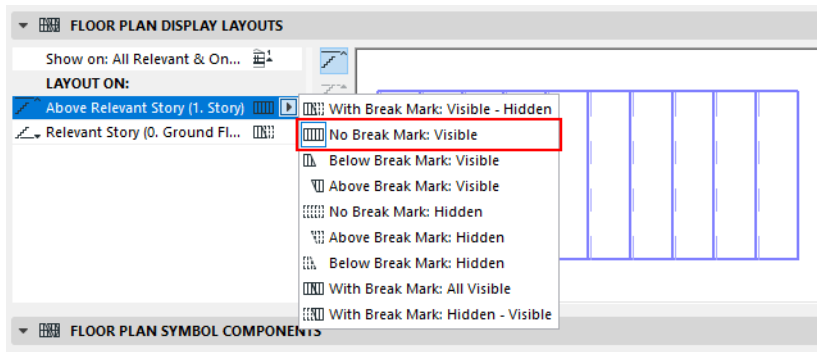 FLOOR PLAN DISPLAY LAYOUTS
Show on: All Relevant & On...
LAYOUT ON:
Above Relevant Story (1. Story)
Relevant Story (0. Ground Fl...
With Break Mark: Visible - Hidden
No Break Mark: Visible
Below Break Mark: Visible
Above Break Mark: Visible
No Break Mark: Hidden
Above Break Mark: Hidden
Below Break Mark: Hidden
With Break Mark: All Visible
With Break Mark: Hidden - Visible
FLOOR PLAN SYMBOL COMPONENTS